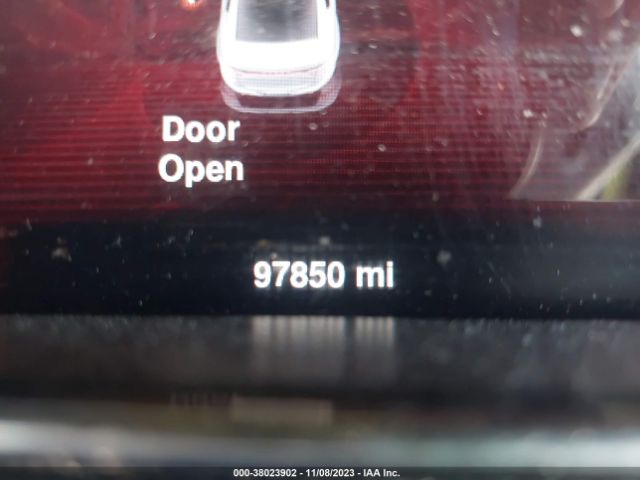 Door
Open
97850 mi
000-38023902 - 11/08/2023 - IAA Inc.